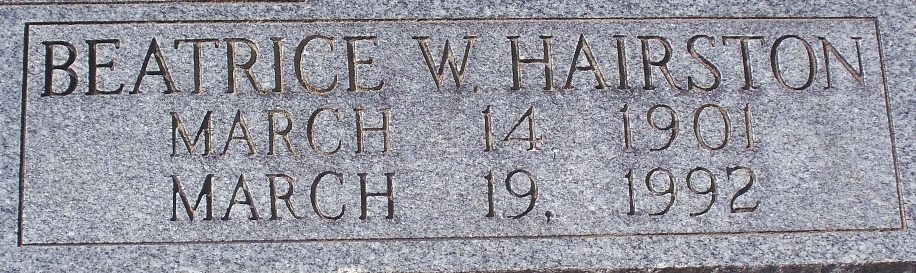 BEATRICE W. HAIRSTON
MARCH 14, 1901
MARCH 19, 1992